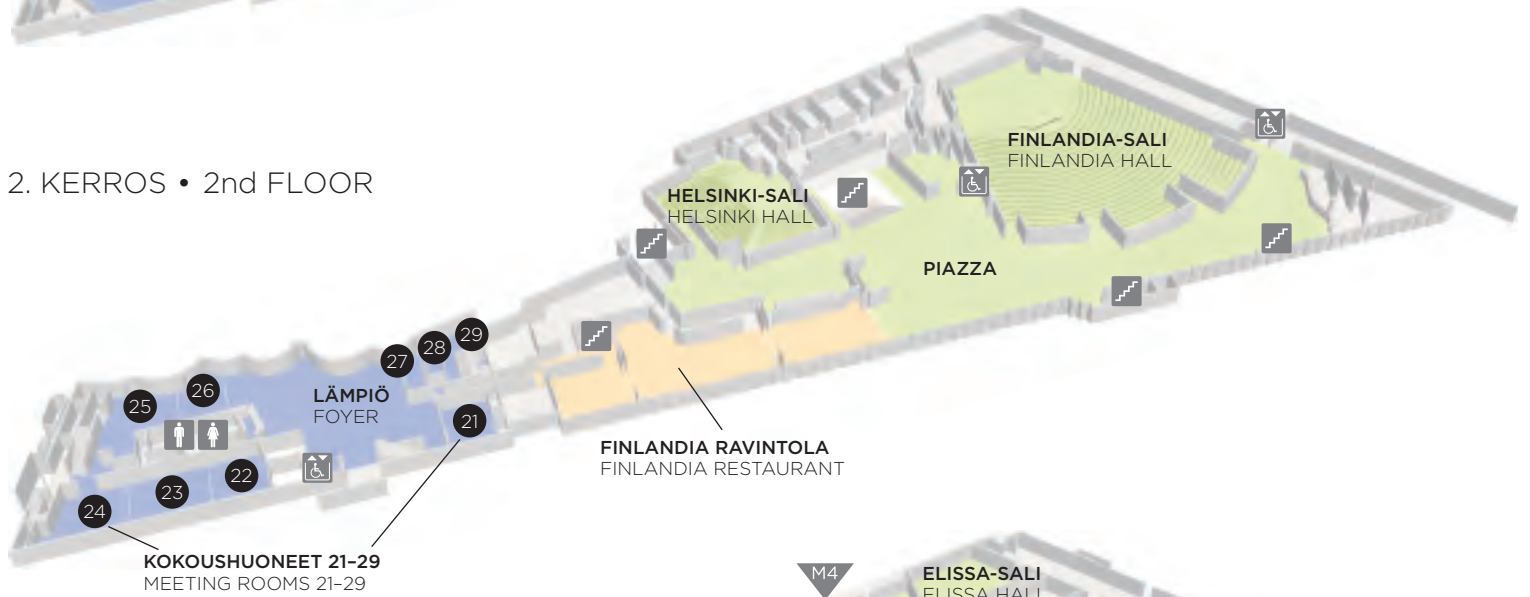 FINLANDIA-SALI
FINLANDIA HALL
2. KERROS • 2nd FLOOR
HELSINKI-SALI
HELSINKI HALL
PIAZZA
29
28
27
26
25
LÄMPIÖ
FOYER
21
FINLANDIA RAVINTOLA
FINLANDIA RESTAURANT
22
23
24
KOKOUSHUONEET 21–29
MEETING ROOMS 21–29
M4
ELISSA-SALI
ELISSA HALL